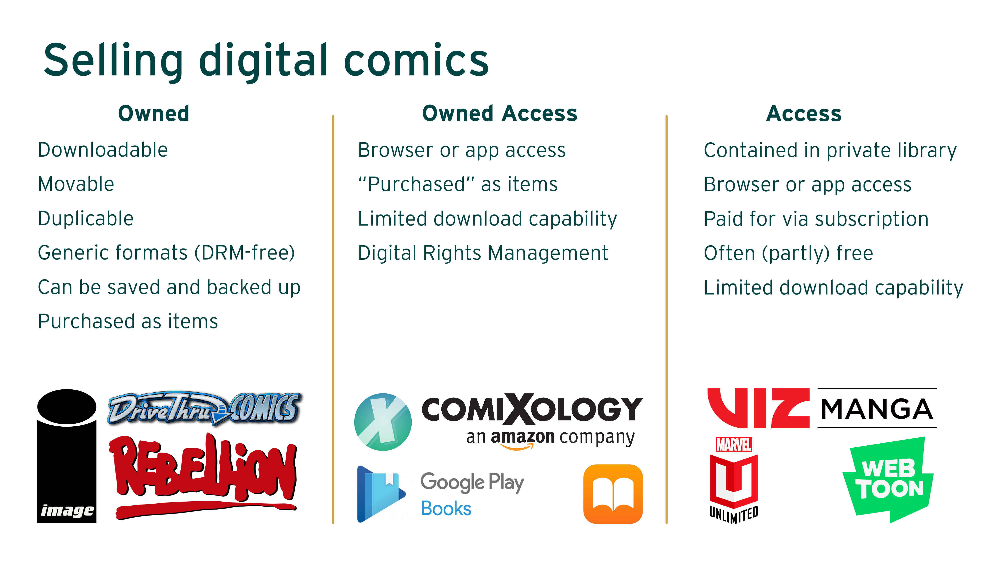 Selling digital comics
Owned
Downloadable
Movable
Duplicable
Generic formats (DRM-free)
Can be saved and backed up
Purchased as items
image
DriveThru COMICS
REBELLION
Owned Access
Browser or app access
“Purchased” as items
Limited download capability
Digital Rights Management
X
COMIXOLOGY
an amazon company
Google Play
Books
Access
Contained in private library
Browser or app access
Paid for via subscription
Often (partly) free
Limited download capability
VIZ MANGA
MARVEL
U
UNLIMITED
WEB
TOON